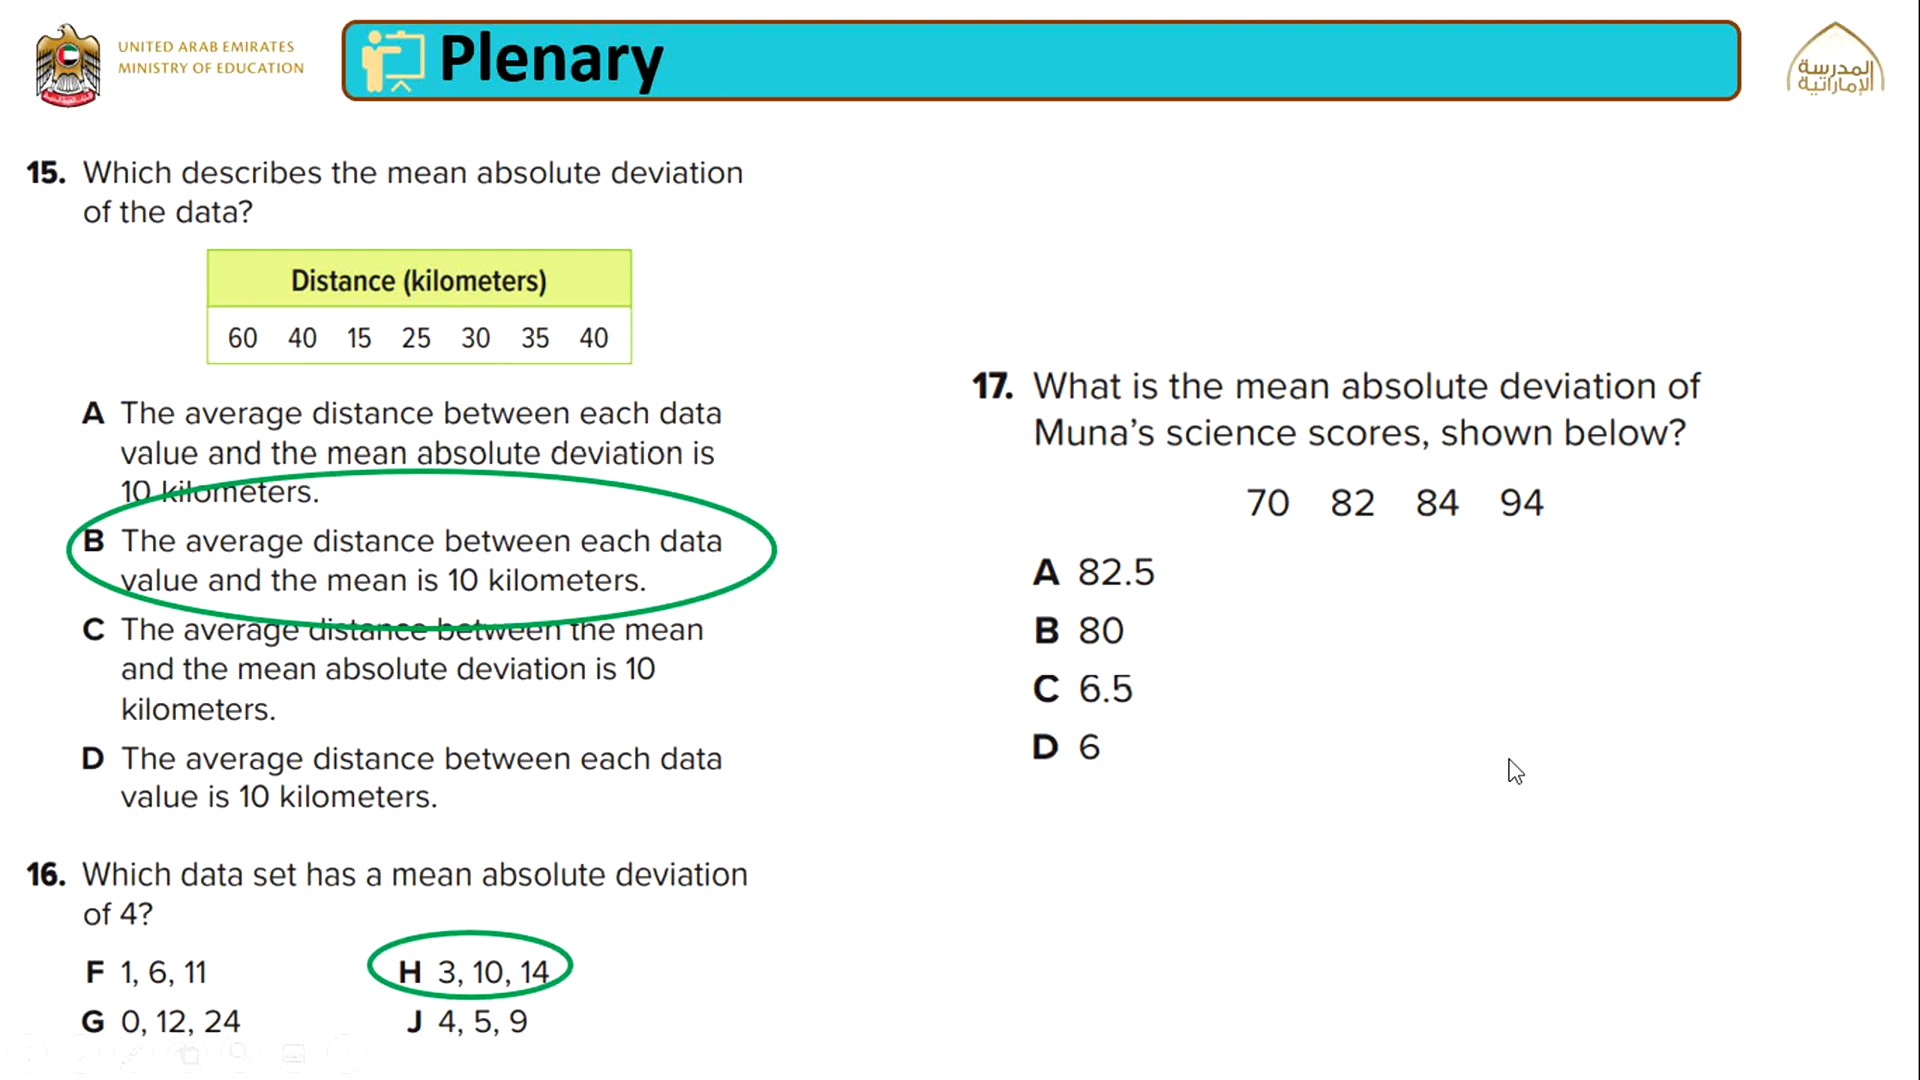 UNITED ARAB EMIRATES
MINISTRY OF EDUCATION
Plenary
المدرسة
الإماراتية
15. Which describes the mean absolute deviation
of the data?
Distance (kilometers)
60 40 15 25 30 35 40
A The average distance between each data
value and the mean absolute deviation is
10 kilometers.
B The average distance between each data
value and the mean is 10 kilometers.
C The average distance between the mean
and the mean absolute deviation is 10
kilometers.
D The average distance between each data
value is 10 kilometers.
16. Which data set has a mean absolute deviation
of 4?
F 1, 6, 11
H 3, 10, 14
G 0, 12, 24
J 4, 5, 9
17. What is the mean absolute deviation of
Muna’s science scores, shown below?
70 82 84 94
A 82.5
B 80
C 6.5
D 6